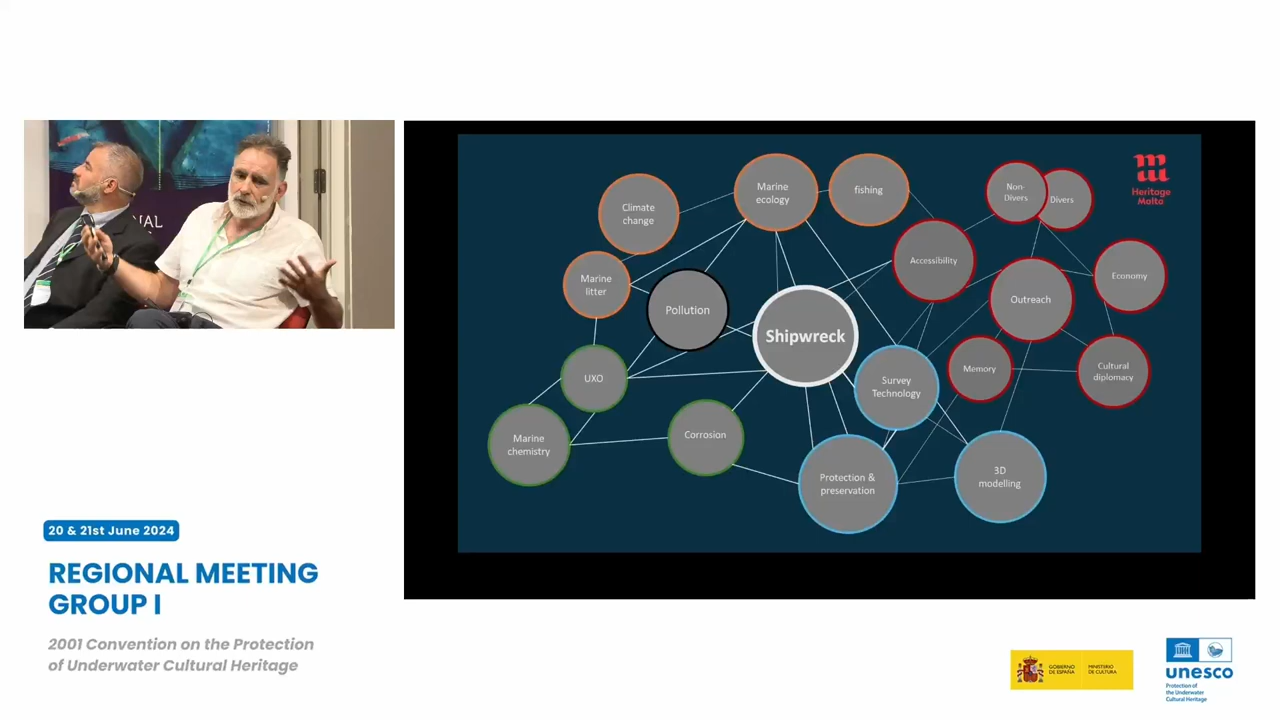 NAL
Climate
change
Marine
ecology
fishing
Non-
Divers
Divers
Heritage
Malta
Marine
litter
Pollution
Shipwreck
Accessibility
Outreach
Economy
UXO
Survey
Technology
Memory
Cultural
diplomacy
Marine
chemistry
Corrosion
Protection &
preservation
3D
modelling
20 & 21st June 2024
REGIONAL MEETING
GROUP I
2001 Convention on the Protection
of Underwater Cultural Heritage
GOBIERNO
DE ESPAÑA
MINISTERIO
DE CULTURA
unesco
Protection of
the Underwater
Cultural Heritage